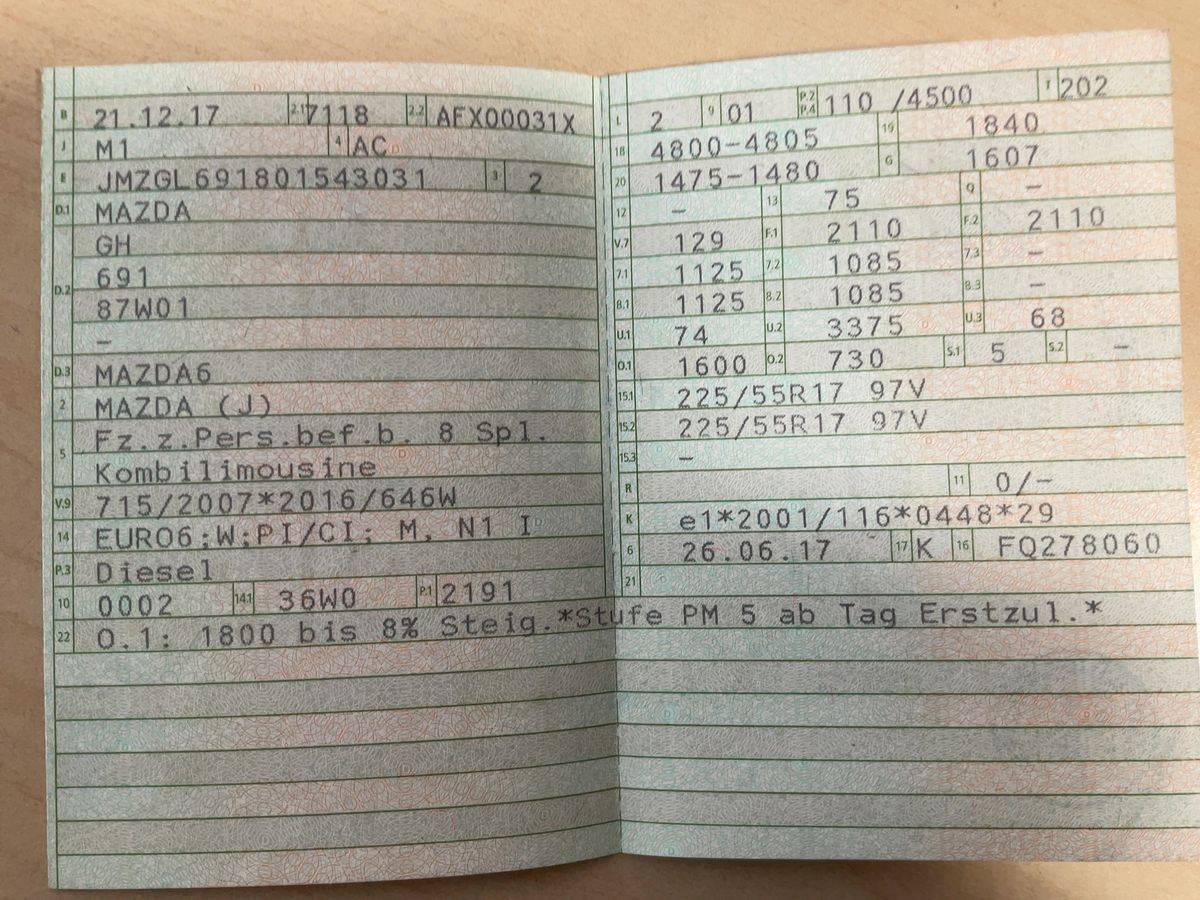 B 21.12.17 2.1 7118 2.2 AFX00031X
J M1 4 AC
E JMZGL691801543031 3 2
D.1 MAZDA
GH
D.2 691
87W01
–
D.3 MAZDA6
2 MAZDA (J)
5 Fz.z.Pers.bef.b. 8 Spl.
Kombilimousine
V.9 715/2007*2016/646W
14 EURO6;W;PI/CI; M, N1 I
P.3 Diesel
10 0002 14.1 36W0 P.1 2191
22 O.1: 1800 bis 8% Steig.*Stufe PM 5 ab Tag Erstzul.*
L 2 9 01 P.2 P.4 110 /4500 T 202
18 4800–4805 19 1840
20 1475–1480 G 1607
12 – 13 75 Q –
V.7 129 F.1 2110 F.2 2110
7.1 1125 7.2 1085 7.3 –
8.1 1125 8.2 1085 8.3 –
U.1 74 U.2 3375 U.3 68
O.1 1600 O.2 730 S.1 5 S.2 –
15.1 225/55R17 97V
15.2 225/55R17 97V
15.3 –
R 11 0/–
K e1*2001/116*0448*29
6 26.06.17 17 K 16 FQ278060
21